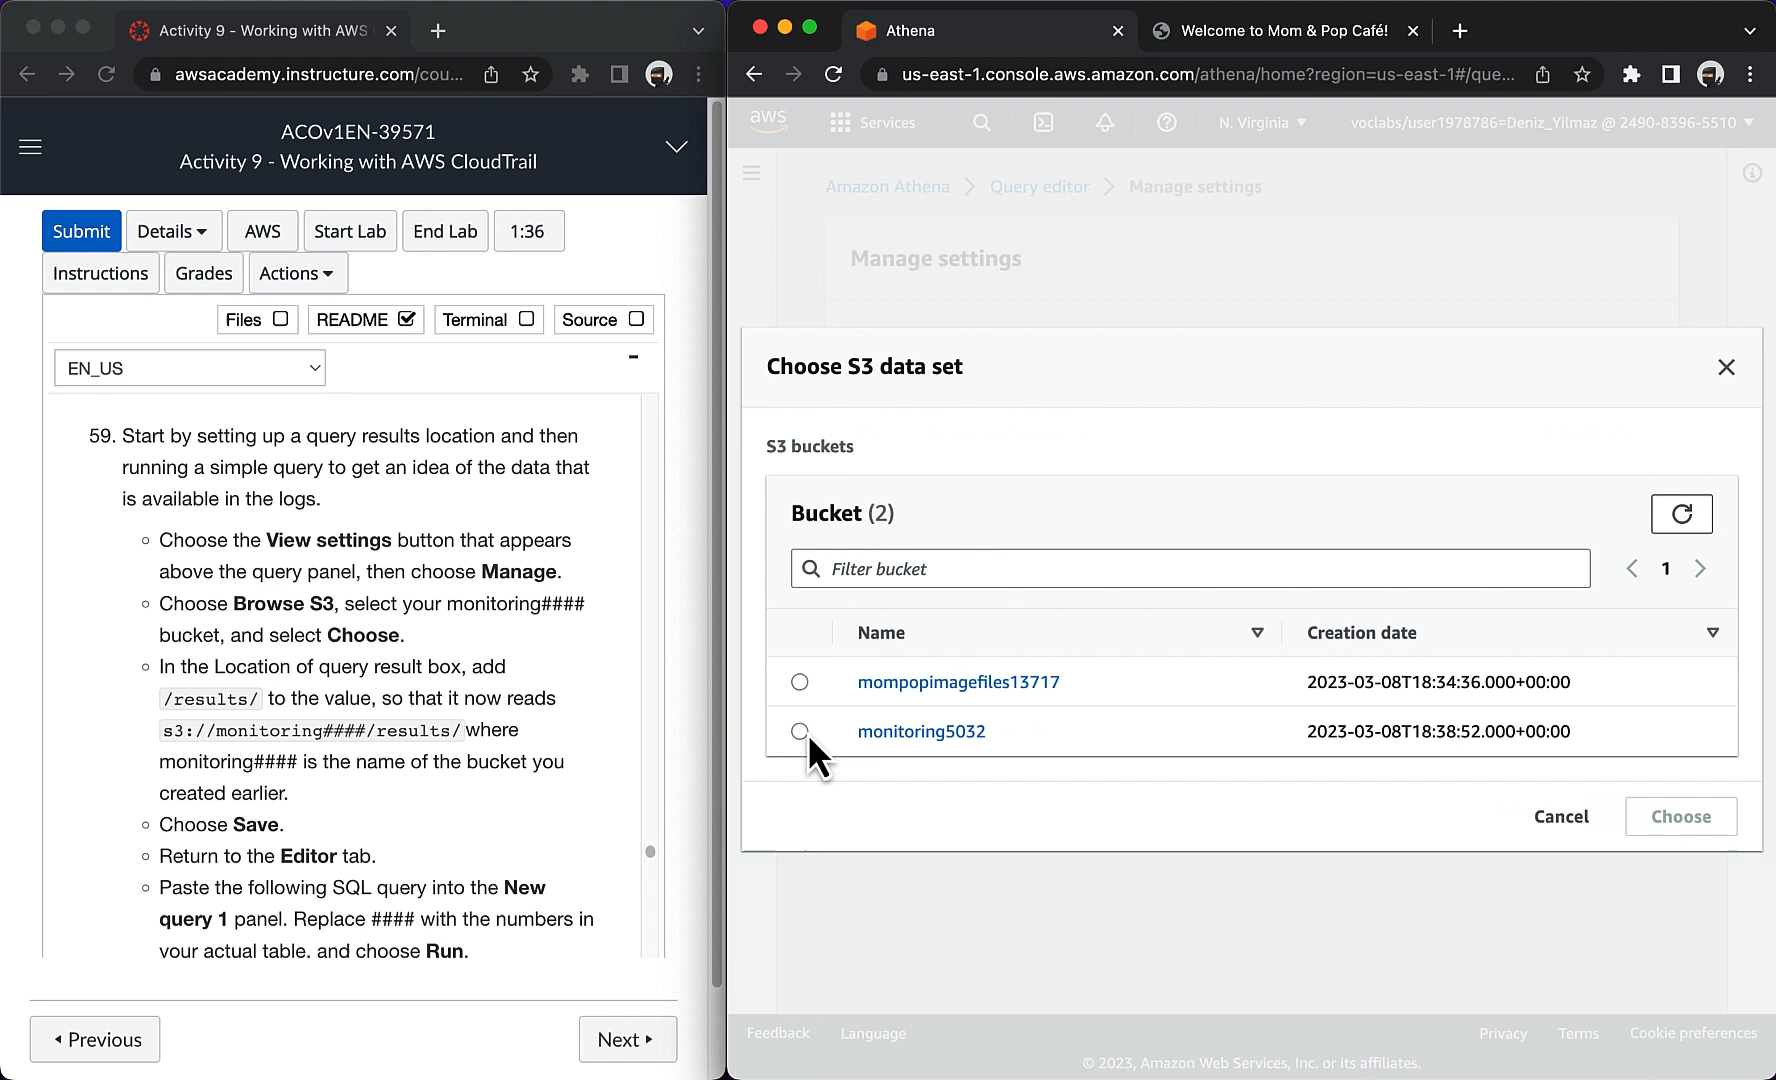 Activity 9 - Working with AWS
awsacademy.instructure.com/cou...
ACOv1EN-39571
Activity 9 - Working with AWS CloudTrail
Submit
Details
AWS
Start Lab
End Lab
1:36
Instructions
Grades
Actions
Files
README
Terminal
Source
EN_US
59. Start by setting up a query results location and then
running a simple query to get an idea of the data that
is available in the logs.
Choose the View settings button that appears
above the query panel, then choose Manage.
Choose Browse S3, select your monitoring####
bucket, and select Choose.
In the Location of query result box, add
/results/ to the value, so that it now reads
s3://monitoring####/results/ where
monitoring#### is the name of the bucket you
created earlier.
Choose Save.
Return to the Editor tab.
Paste the following SQL query into the New
query 1 panel. Replace #### with the numbers in
your actual table, and choose Run.
Previous
Next
Athena
Welcome to Mom & Pop Café!
us-east-1.console.aws.amazon.com/athena/home?region=us-east-1#/que...
aws
Services
N. Virginia
voclabs/user1978786=Deniz_Yilmaz @ 2490-8396-5510
Amazon Athena
Query editor
Manage settings
Manage settings
Choose S3 data set
S3 buckets
Bucket (2)
Filter bucket
1
Name
Creation date
mompopimagefiles13717
2023-03-08T18:34:36.000+00:00
monitoring5032
2023-03-08T18:38:52.000+00:00
Cancel
Choose
Feedback
Language
Privacy
Terms
Cookie preferences
© 2023, Amazon Web Services, Inc. or its affiliates.